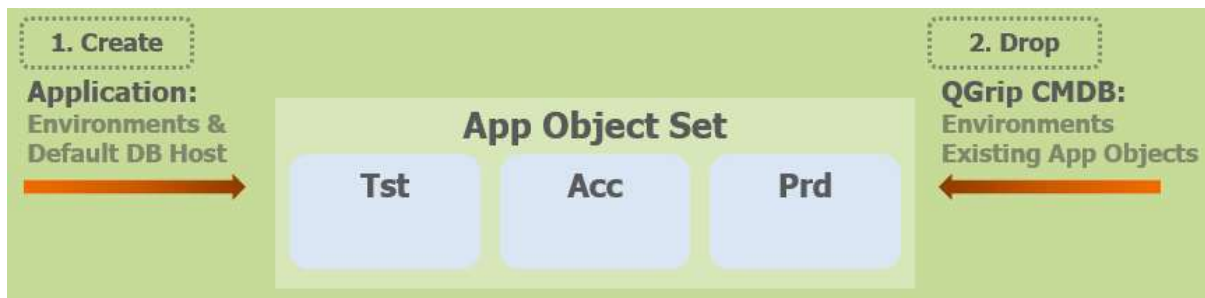 1. Create
Application:
Environments &
Default DB Host
App Object Set
Tst
Acc
Prd
2. Drop
QGrip CMDB:
Environments
Existing App Objects